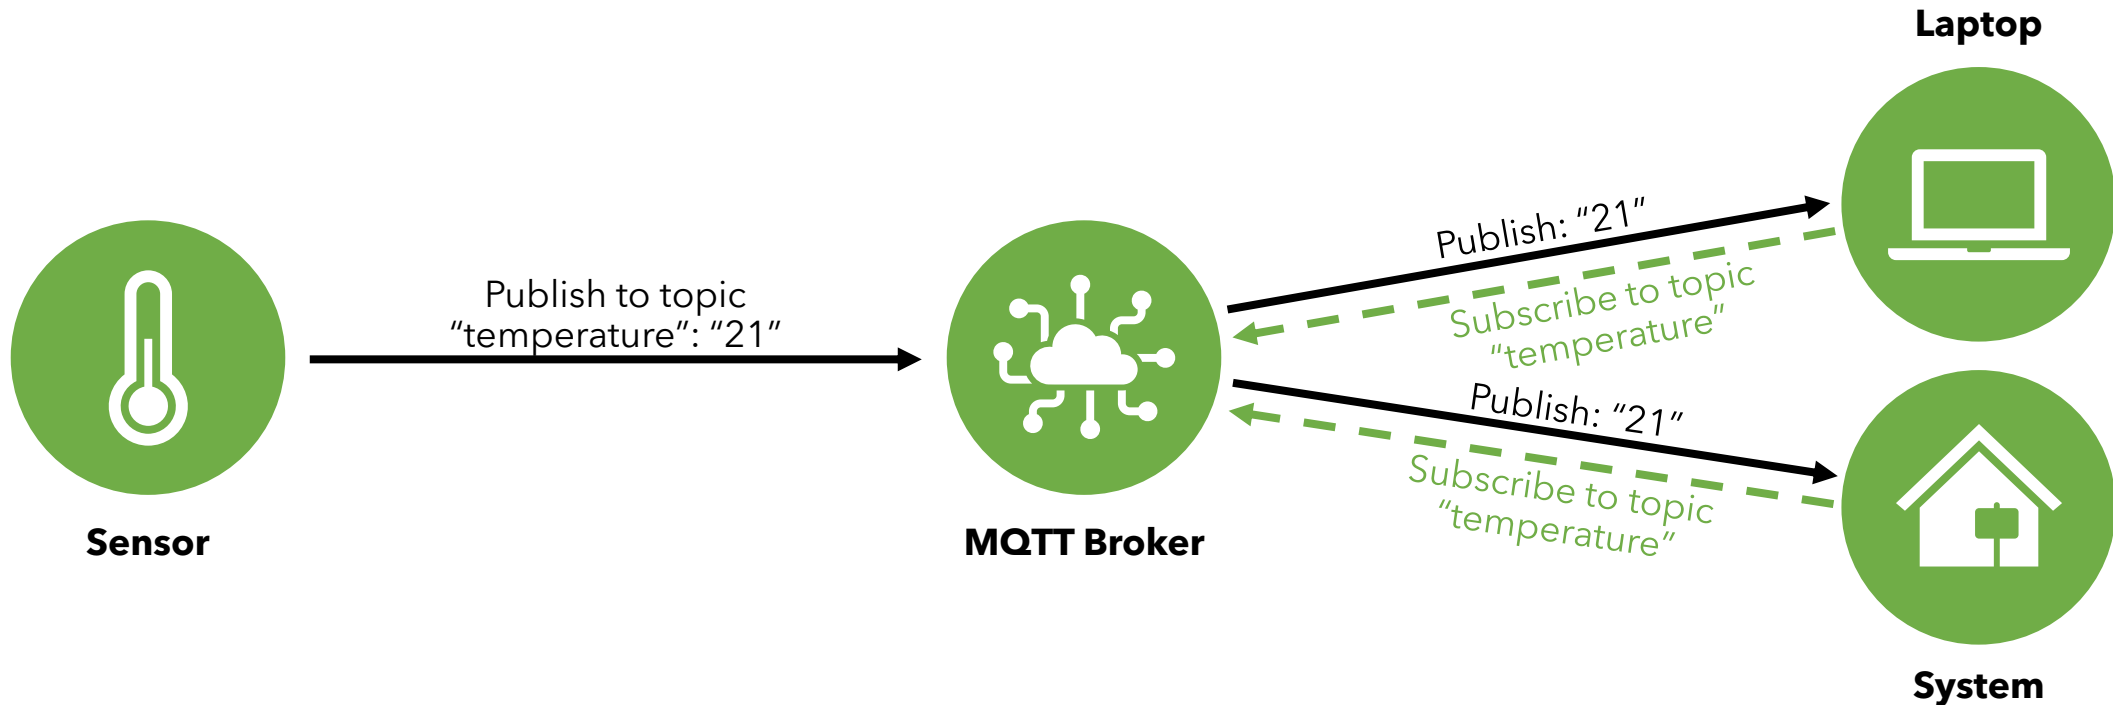 Laptop
Publish: “21”
Subscribe to topic
“temperature”
Publish to topic
“temperature”: “21”
Publish: “21”
Subscribe to topic
“temperature”
Sensor
MQTT Broker
System